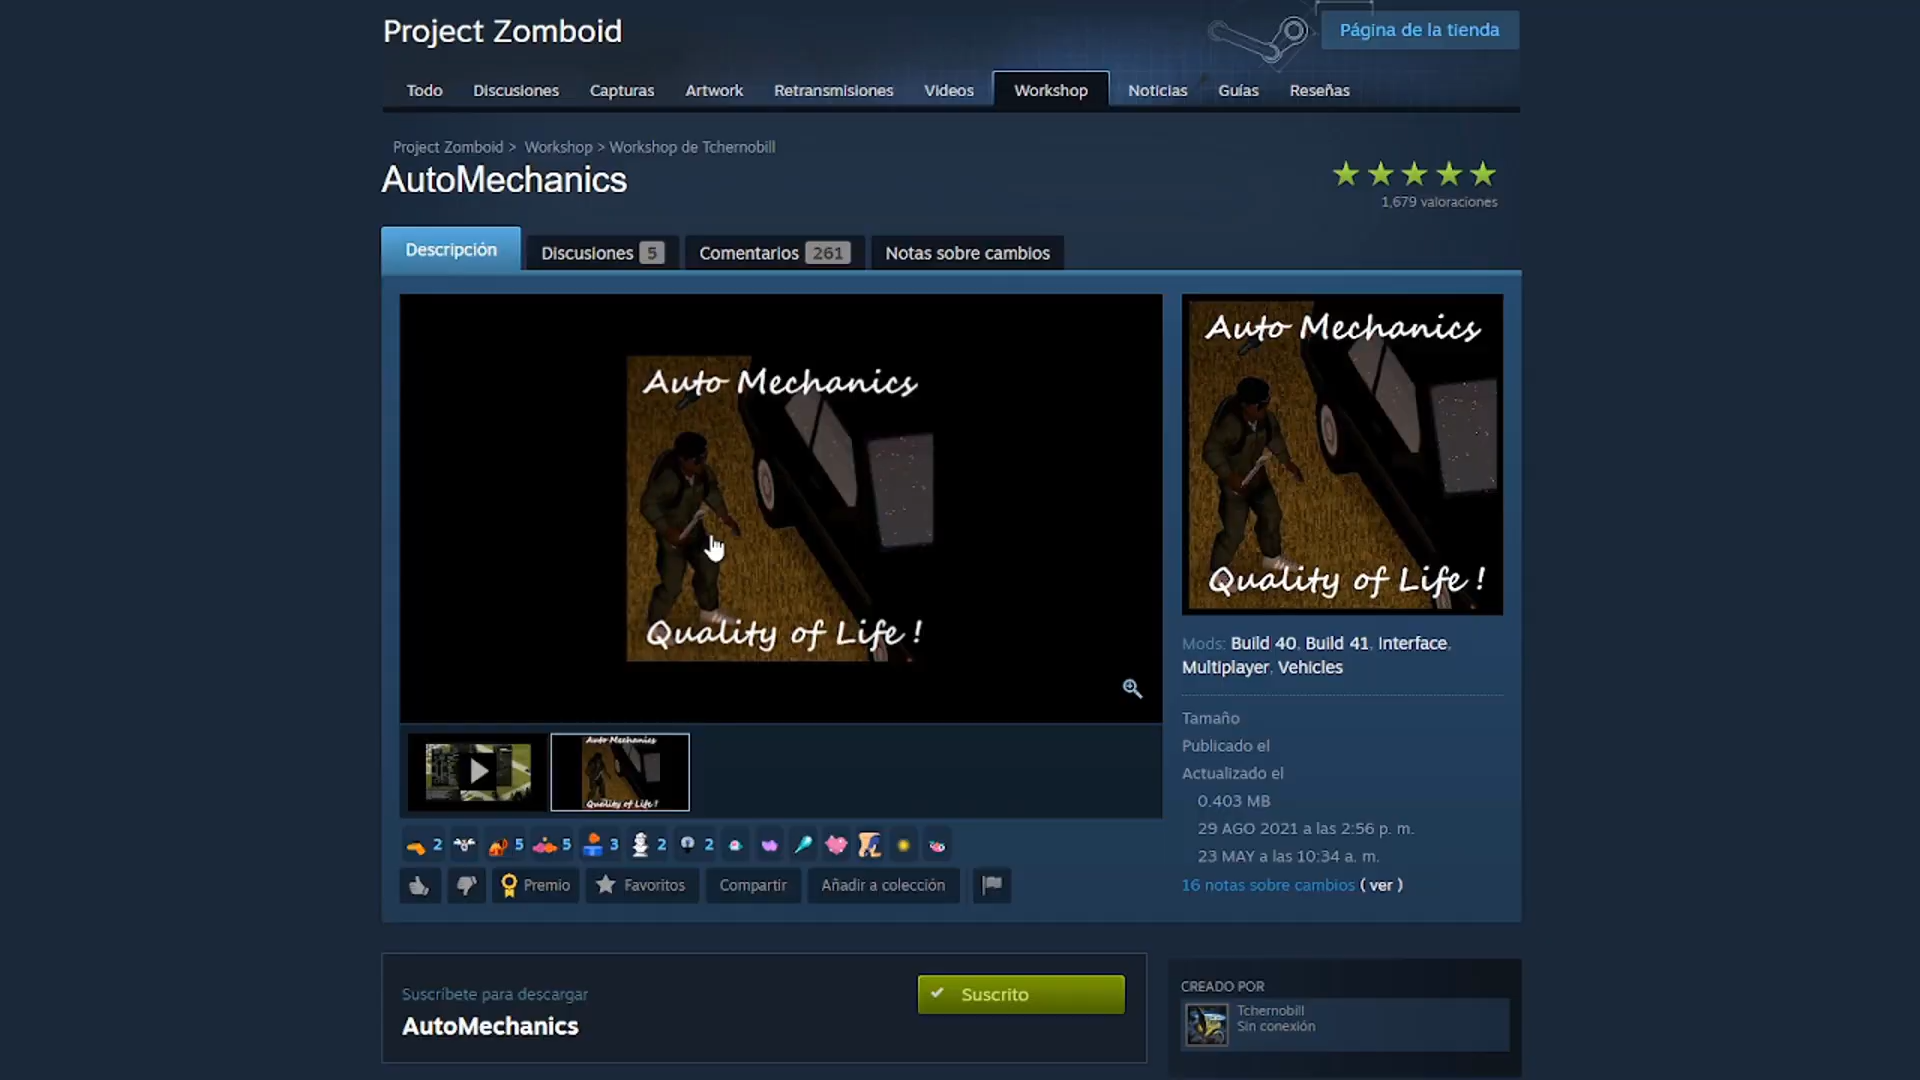 Project Zomboid
Página de la tienda
Todo Discusiones Capturas Artwork Retransmisiones Videos Workshop Noticias Guías Reseñas
Project Zomboid > Workshop > Workshop de Tchernobill
AutoMechanics
1,679 valoraciones
Descripción Discusiones 5 Comentarios 261 Notas sobre cambios
Auto Mechanics
Quality of Life !
Auto Mechanics
Quality of Life !
Auto Mechanics
Quality of Life !
Mods: Build 40, Build 41, Interface,
Multiplayer, Vehicles
Tamaño
Publicado el
Actualizado el
0.403 MB
29 AGO 2021 a las 2:56 p. m.
23 MAY a las 10:34 a. m.
16 notas sobre cambios ( ver )
2 5 5 3 2 2
Premio Favoritos Compartir Añadir a colección
Suscríbete para descargar
AutoMechanics
Suscrito
CREADO POR
Tchernobill
Sin conexión